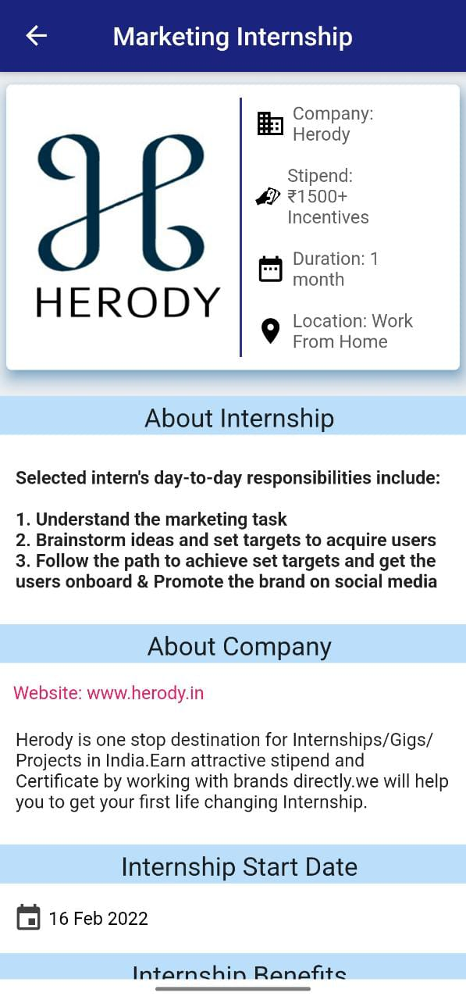 Marketing Internship
HERODY
Company:
Herody
Stipend:
₹1500+
Incentives
Duration: 1
month
Location: Work
From Home
About Internship
Selected intern's day-to-day responsibilities include:
1. Understand the marketing task
2. Brainstorm ideas and set targets to acquire users
3. Follow the path to achieve set targets and get the
users onboard & Promote the brand on social media
About Company
Website: www.herody.in
Herody is one stop destination for Internships/Gigs/
Projects in India.Earn attractive stipend and
Certificate by working with brands directly.we will help
you to get your first life changing Internship.
Internship Start Date
16 Feb 2022
Internship Benefits